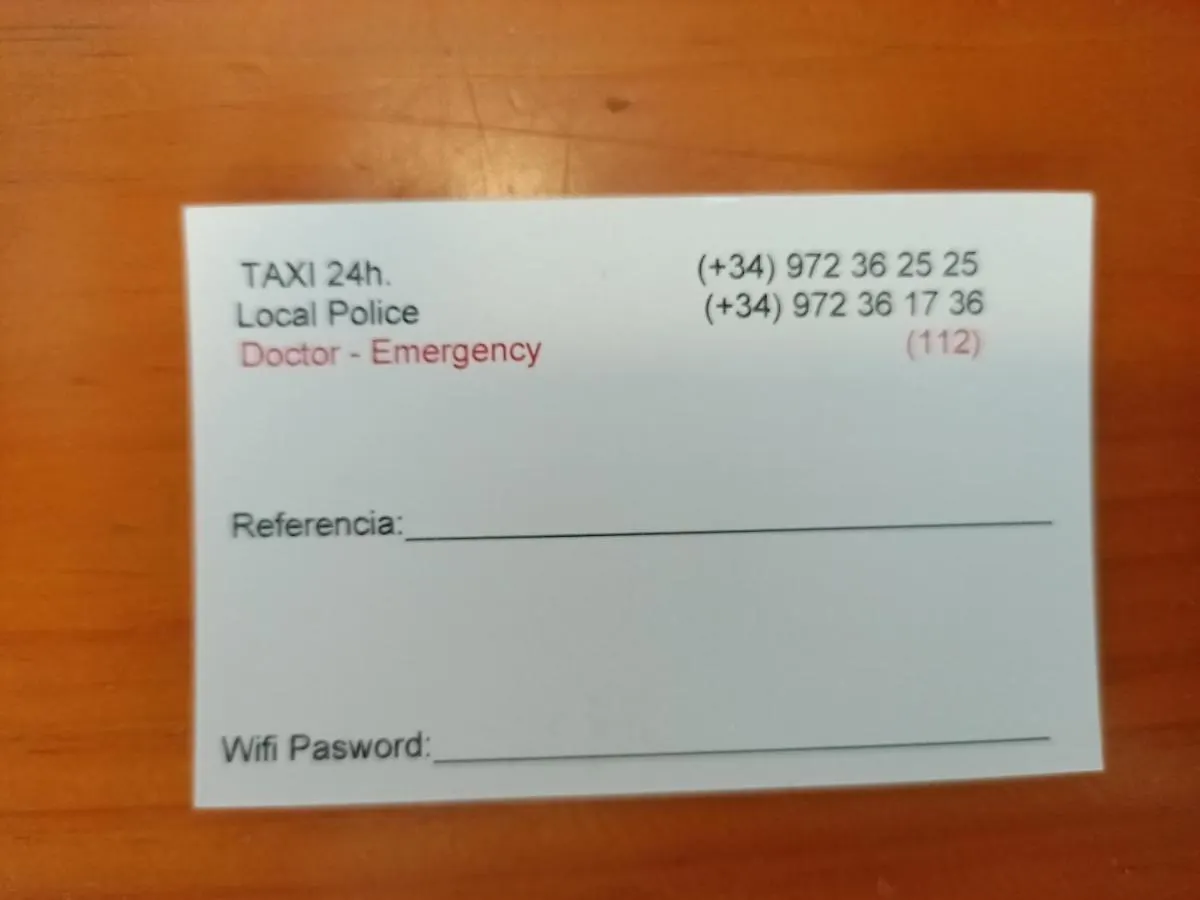 TAXI 24h. (+34) 972 36 25 25
Local Police (+34) 972 36 17 36
Doctor - Emergency (112)
Referencia:
Wifi Pasword: